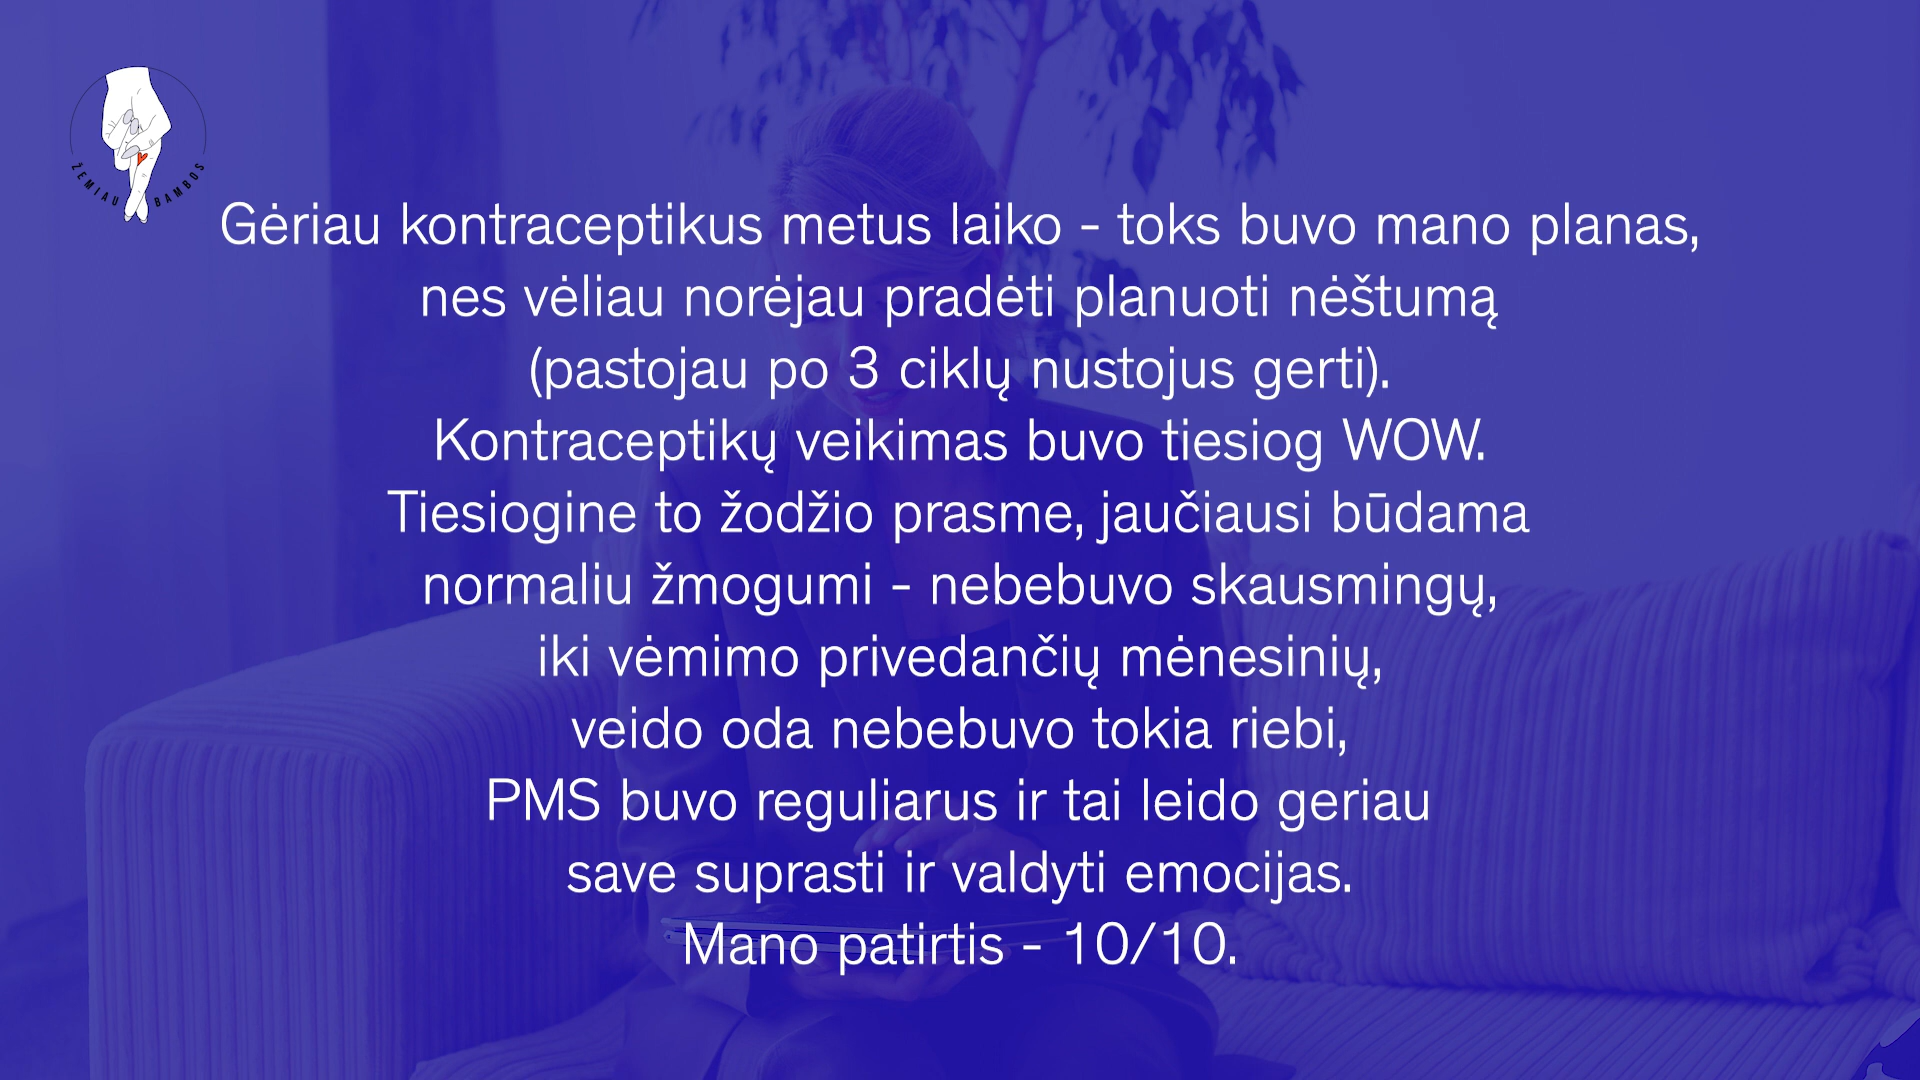 ŽEMIAU BAMBOS
Gėriau kontraceptikus metus laiko - toks buvo mano planas,
nes vėliau norėjau pradėti planuoti nėštumą
(pastojau po 3 ciklų nustojus gerti).
Kontraceptikų veikimas buvo tiesiog WOW.
Tiesiogine to žodžio prasme, jaučiausi būdama
normaliu žmogumi - nebebuvo skausmingų,
iki vėmimo privedančių mėnesinių,
veido oda nebebuvo tokia riebi,
PMS buvo reguliarus ir tai leido geriau
save suprasti ir valdyti emocijas.
Mano patirtis - 10/10.